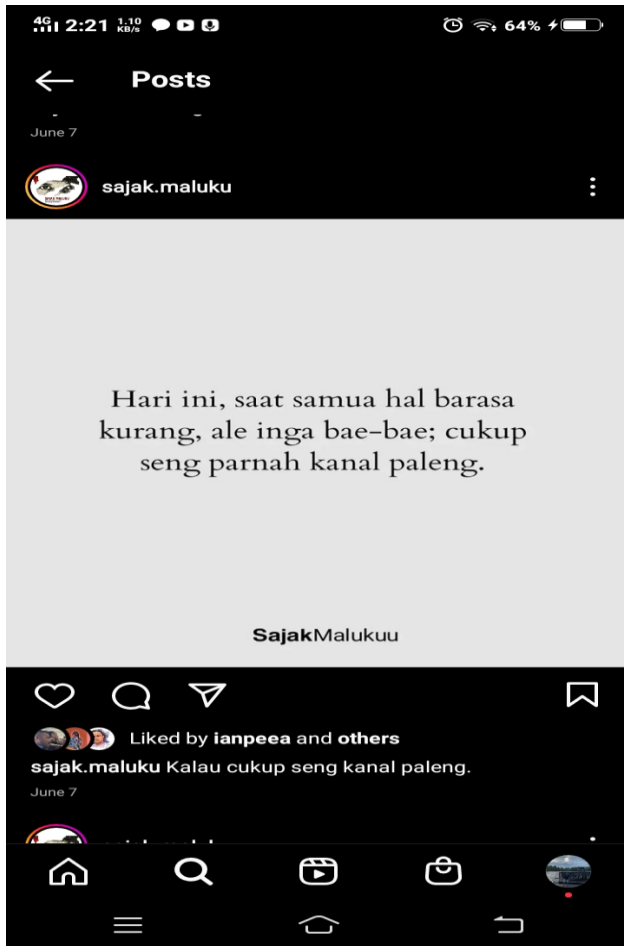 4G 2:21 1.10 KB/s 64%
Posts
June 7
sajak.maluku
Hari ini, saat samua hal barasa
kurang, ale inga bae-bae; cukup
seng parnah kanal paleng.
SajakMalukuu
Liked by ianpeea and others
sajak.maluku Kalau cukup seng kanal paleng.
June 7